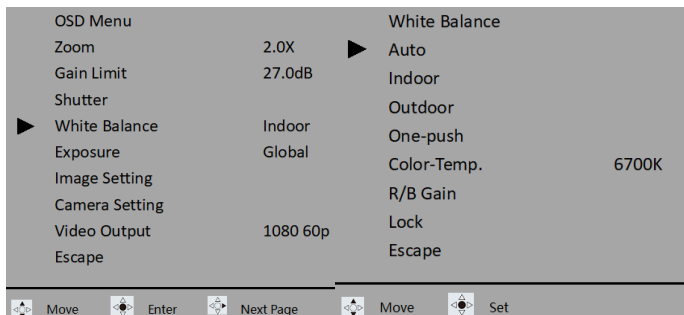 OSD Menu
Zoom 2.0X
Gain Limit 27.0dB
Shutter
White Balance Indoor
Exposure Global
Image Setting
Camera Setting
Video Output 1080 60p
Escape
Move Enter Next Page
White Balance
Auto
Indoor
Outdoor
One-push
Color-Temp. 6700K
R/B Gain
Lock
Escape
Move Set